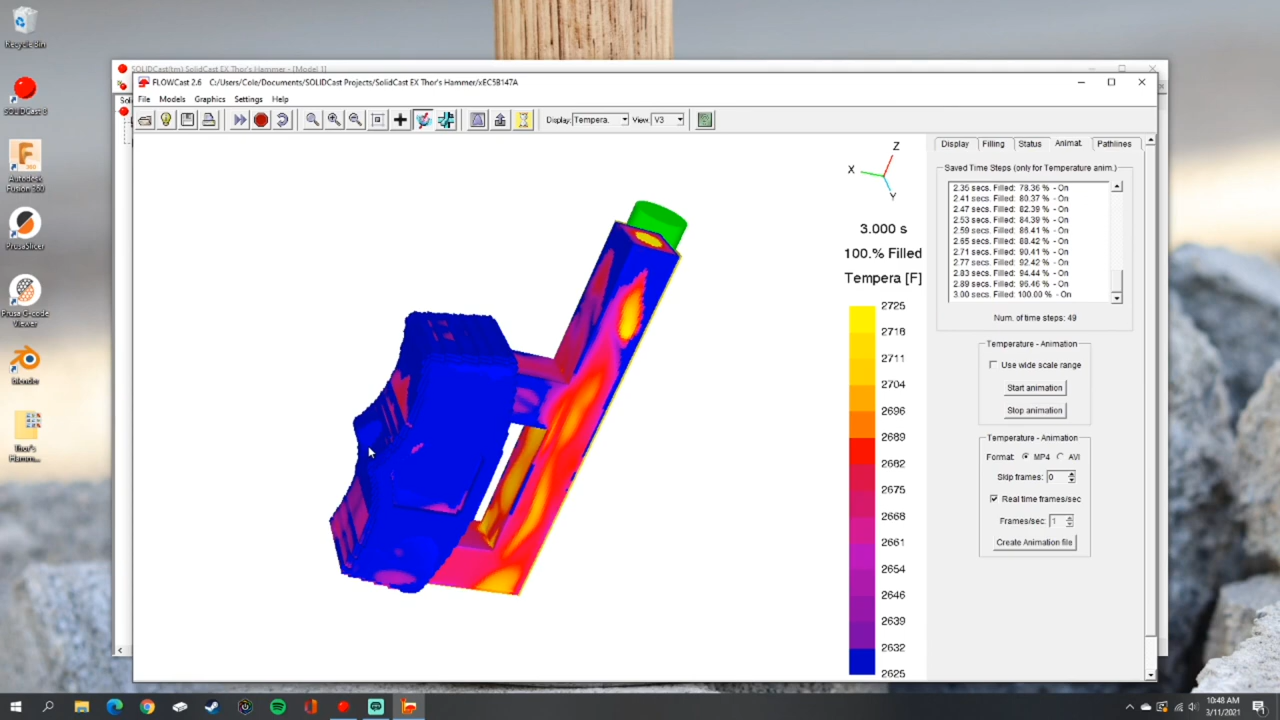 Recycle Bin
SOLIDCast 8
Autodesk
Fusion 360
PrusaSlicer
Prusa G-code
Viewer
blender
Thor's
Hamm...
SOLIDCast(tm) SolidCast EX Thor's Hammer - [Model 1]
FLOWCast 2.6 C:/Users/Cole/Documents/SOLIDCast Projects/SolidCast EX Thor's Hammer/xEC5B147A
File Models Graphics Settings Help
Display: Tempera. View: V3
X
Z
Y
3.000 s
100.% Filled
Tempera [F]
2725
2718
2711
2704
2696
2689
2682
2675
2668
2661
2654
2646
2639
2632
2625
Display Filling Status Animat. Pathlines
Saved Time Steps (only for Temperature anim.)
2.35 secs. Filled: 78.36 % - On
2.41 secs. Filled: 80.37 % - On
2.47 secs. Filled: 82.39 % - On
2.53 secs. Filled: 84.39 % - On
2.59 secs. Filled: 86.41 % - On
2.65 secs. Filled: 88.42 % - On
2.71 secs. Filled: 90.41 % - On
2.77 secs. Filled: 92.42 % - On
2.83 secs. Filled: 94.44 % - On
2.89 secs. Filled: 96.46 % - On
3.00 secs. Filled: 100.00 % - On
Num. of time steps: 49
Temperature - Animation
Use wide scale range
Start animation
Stop animation
Temperature - Animation
Format: MP4 AVI
Skip frames: 0
Real time frames/sec
Frames/sec: 1
Create Animation file
10:48 AM
3/11/2021